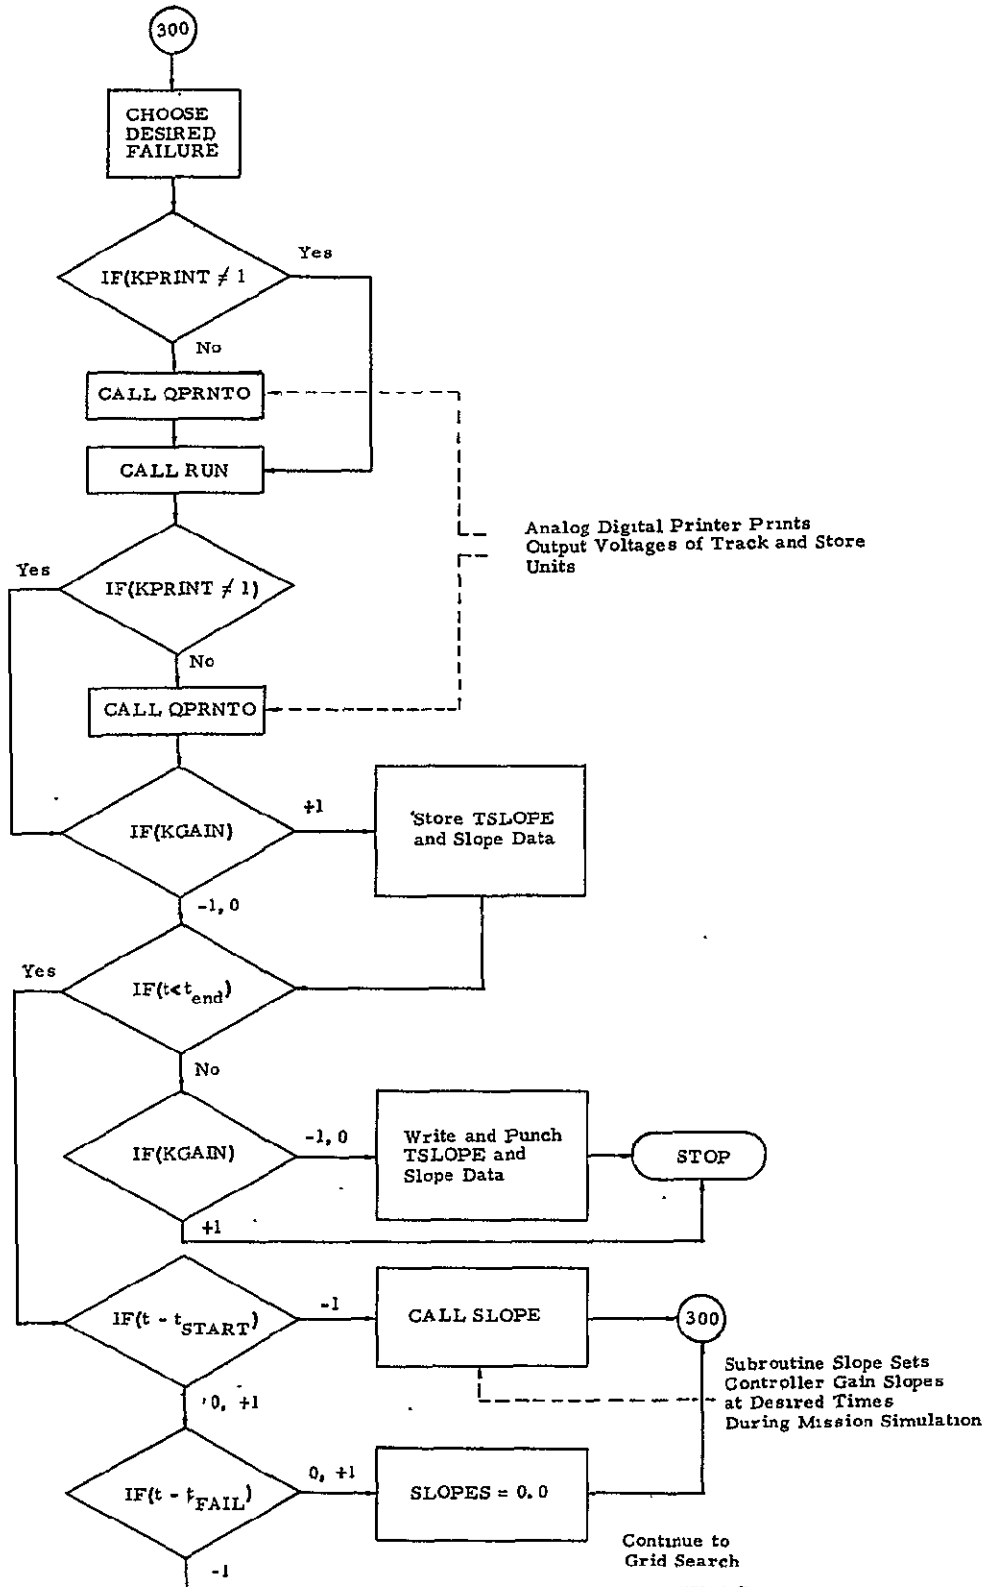 300
CHOOSE
DESIRED
FAILURE
Yes
IF(KPRINT ≠ 1
No
CALL QPRNTO
CALL RUN
Analog Digital Printer Prints
Output Voltages of Track and Store
Units
Yes
IF(KPRINT ≠ 1)
No
CALL QPRNTO
+1
IF(KGAIN)
Store TSLOPE
and Slope Data
-1, 0
Yes
IF(t<t end)
No
IF(KGAIN)
-1, 0
Write and Punch
TSLOPE and
Slope Data
STOP
+1
IF(t - tSTART)
-1
CALL SLOPE
300
Subroutine Slope Sets
Controller Gain Slopes
at Desired Times
During Mission Simulation
0, +1
IF(t - tFAIL)
0, +1
SLOPES = 0.0
Continue to
Grid Search
-1